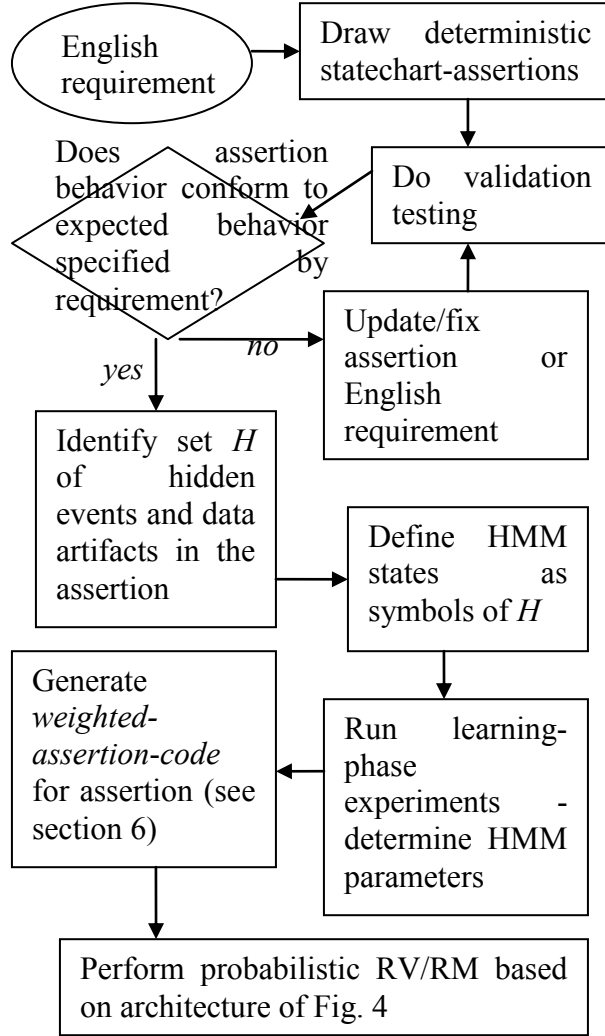 English
requirement
Draw deterministic
statechart-assertions
Does assertion
behavior conform to
expected behavior
specified by
requirement?
Do validation
testing
no
yes
Update/fix
assertion or
English
requirement
Identify set H
of hidden
events and data
artifacts in the
assertion
Define HMM
states as
symbols of H
Generate
weighted-
assertion-code
for assertion (see
section 6)
Run learning-
phase
experiments -
determine HMM
parameters
Perform probabilistic RV/RM based
on architecture of Fig. 4